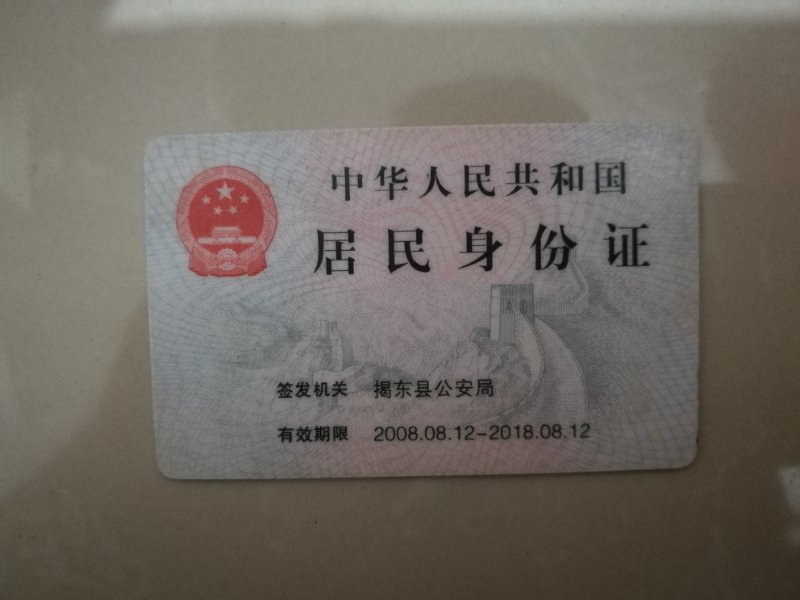 中华人民共和国
居民身份证
签发机关 揭东县公安局
有效期限 2008.08.12-2018.08.12